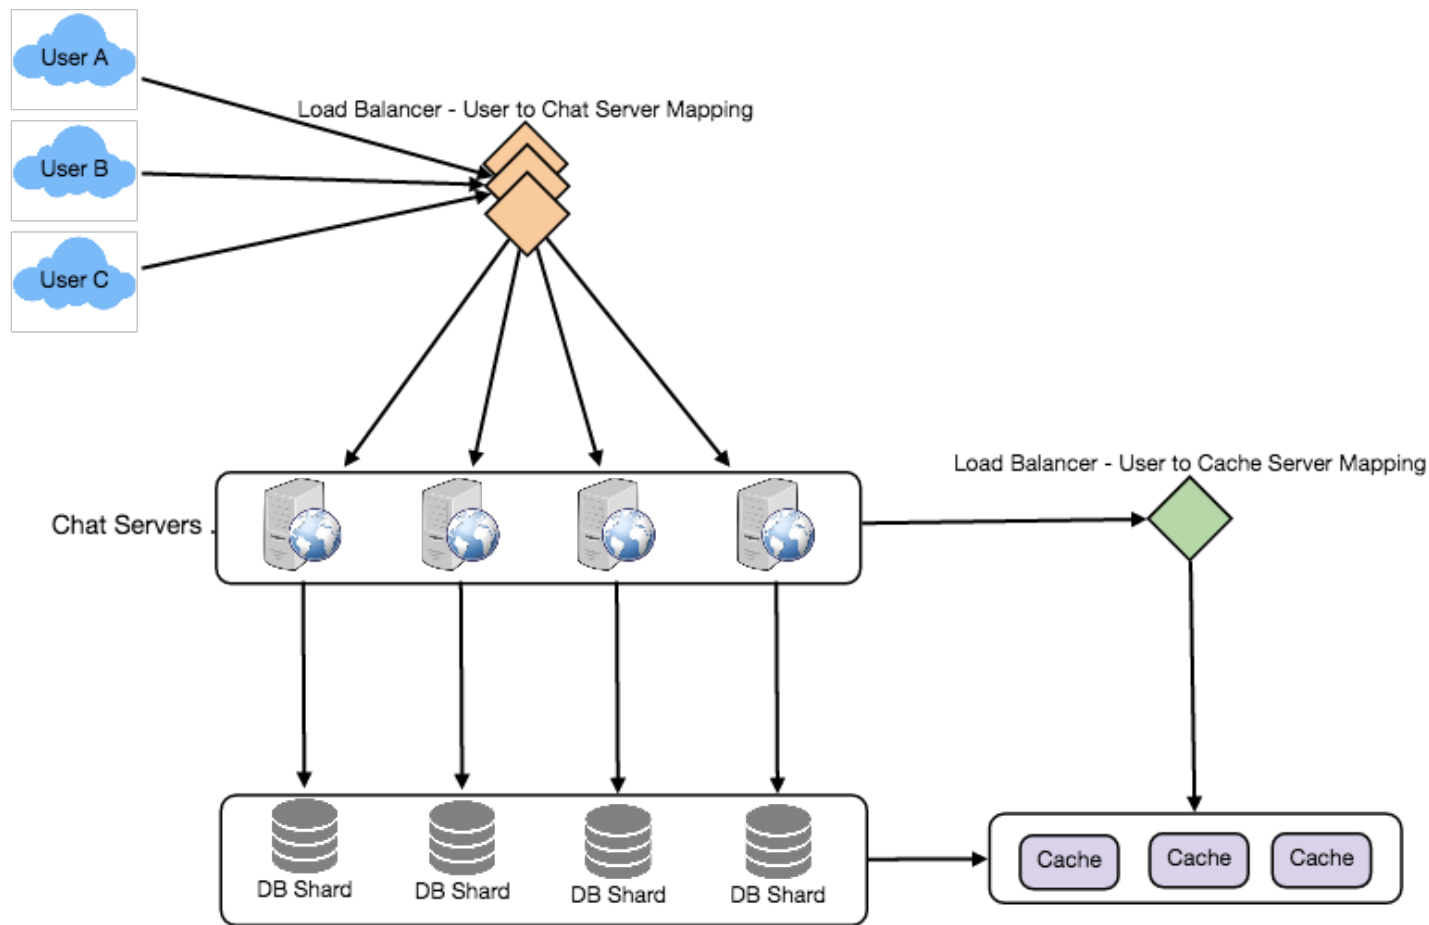 User A
Load Balancer - User to Chat Server Mapping
User B
User C
Load Balancer - User to Cache Server Mapping
Chat Servers
DB Shard
DB Shard
DB Shard
DB Shard
Cache
Cache
Cache